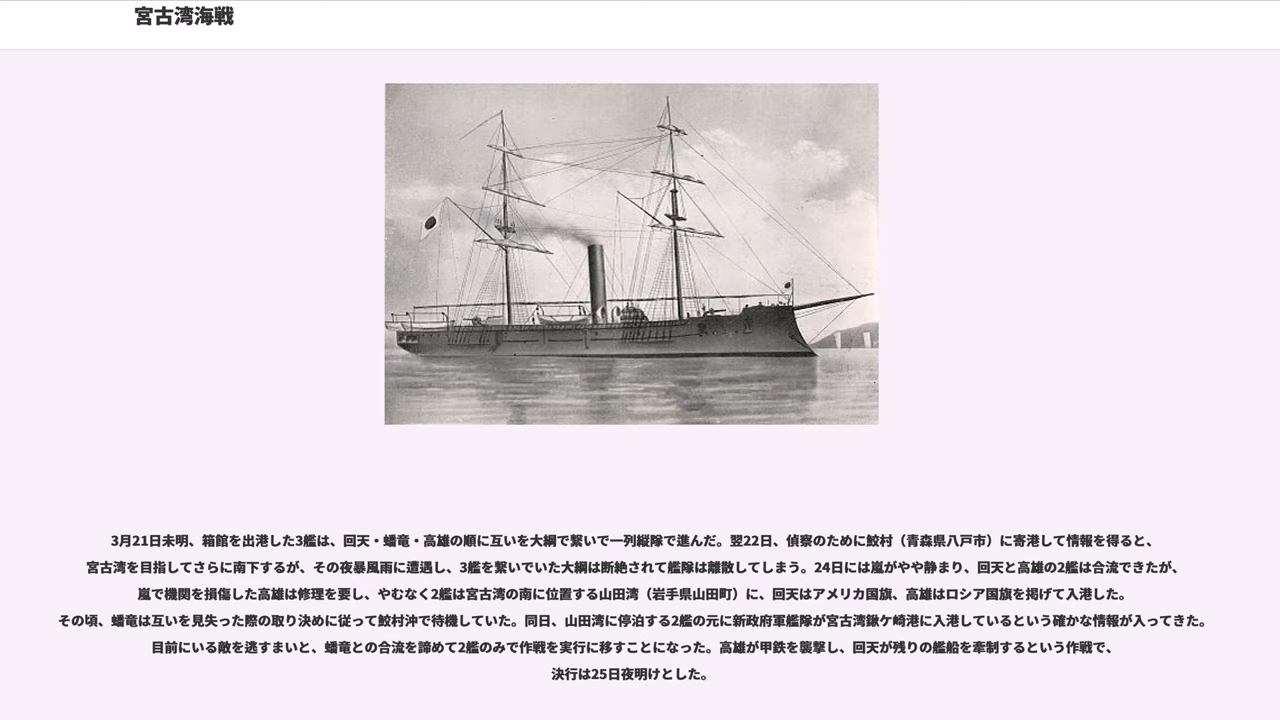 宮古湾海戦
3月21日未明、箱館を出港した3艦は、回天・蟠竜・高雄の順に互いを大綱で繋いで一列縦隊で進んだ。翌22日、偵察のために鮫村（青森県八戸市）に寄港して情報を得ると、
宮古湾を目指してさらに南下するが、その夜暴風雨に遭遇し、3艦を繋いでいた大綱は断絶されて艦隊は離散してしまう。24日には嵐がやや静まり、回天と高雄の2艦は合流できたが、
嵐で機関を損傷した高雄は修理を要し、やむなく2艦は宮古湾の南に位置する山田湾（岩手県山田町）に、回天はアメリカ国旗、高雄はロシア国旗を掲げて入港した。
その頃、蟠竜は互いを見失った際の取り決めに従って鮫村沖で待機していた。同日、山田湾に停泊する2艦の元に新政府軍艦隊が宮古湾鍬ケ崎港に入港しているという確かな情報が入ってきた。
目前にいる敵を逃すまいと、蟠竜との合流を諦めて2艦のみで作戦を実行に移すことになった。高雄が甲鉄を襲撃し、回天が残りの艦船を牽制するという作戦で、
決行は25日夜明けとした。